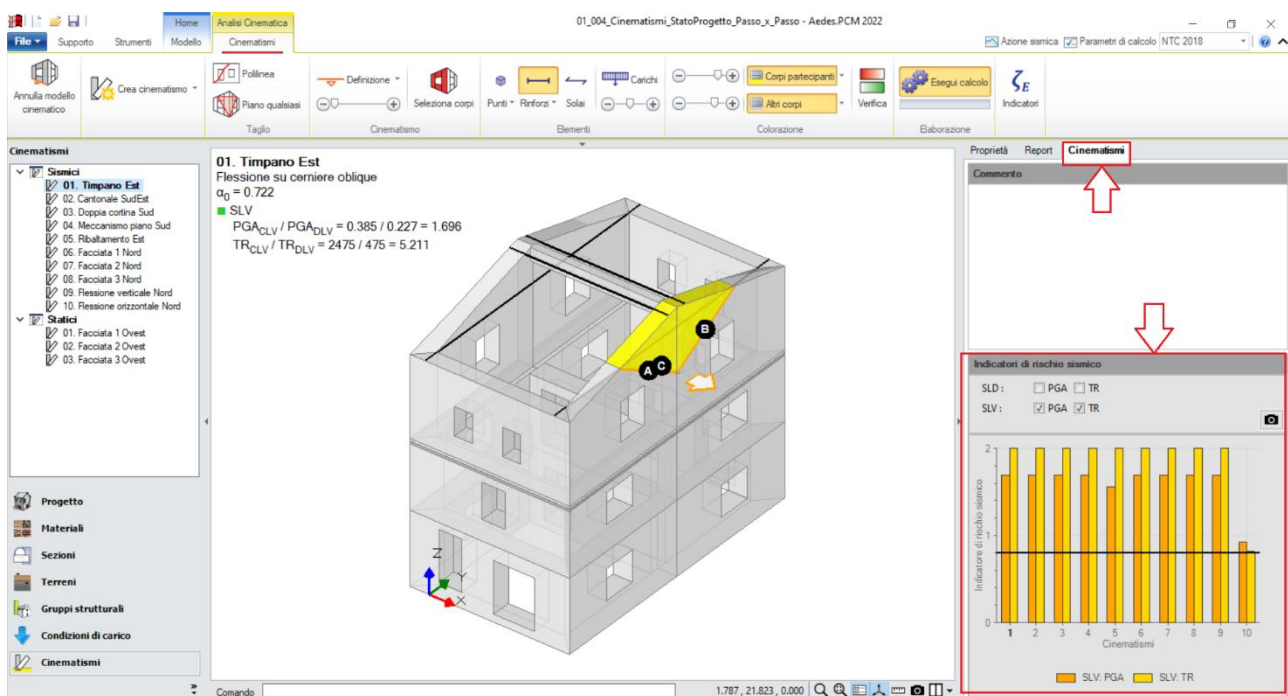 01_004_Cinematismi_StatoProgetto_Passo_x_Passo - Aedes.PCM 2022
Home
Analisi Cinematica
File
Supporto
Strumenti
Modello
Cinematismi
Azione sismica
Parametri di calcolo
NTC 2018
Annulla modello
cinematico
Crea cinematismo
Polilinea
Piano qualsiasi
Taglio
Definizione
Seleziona corpi
Cinematismo
Punti
Rinforzi
Solai
Carichi
Elementi
Corpi partecipanti
Altri corpi
Verifica
Colorazione
Esegui calcolo
Elaborazione
ζE
Indicatori
Cinematismi
Sismici
01. Timpano Est
02. Cantonale SudEst
03. Doppia cortina Sud
04. Meccanismo piano Sud
05. Ribaltamento Est
06. Facciata 1 Nord
07. Facciata 2 Nord
08. Facciata 3 Nord
09. Flessione verticale Nord
10. Flessione orizzontale Nord
Statici
01. Facciata 1 Ovest
02. Facciata 2 Ovest
03. Facciata 3 Ovest
Progetto
Materiali
Sezioni
Terreni
Gruppi strutturali
Condizioni di carico
Cinematismi
01. Timpano Est
Flessione su cerniere oblique
α0 = 0.722
SLV
PGACLV / PGADLV = 0.385 / 0.227 = 1.696
TRCLV / TRDLV = 2475 / 475 = 5.211
A C B
Z Y X
Comando
1.787 , 21.823 , 0.000
Proprietà Report Cinematismi
Commento
Indicatori di rischio sismico
SLD : PGA TR
SLV : PGA TR
Indicatore di rischio sismico
2
1
0
1 2 3 4 5 6 7 8 9 10
Cinematismi
SLV: PGA SLV: TR